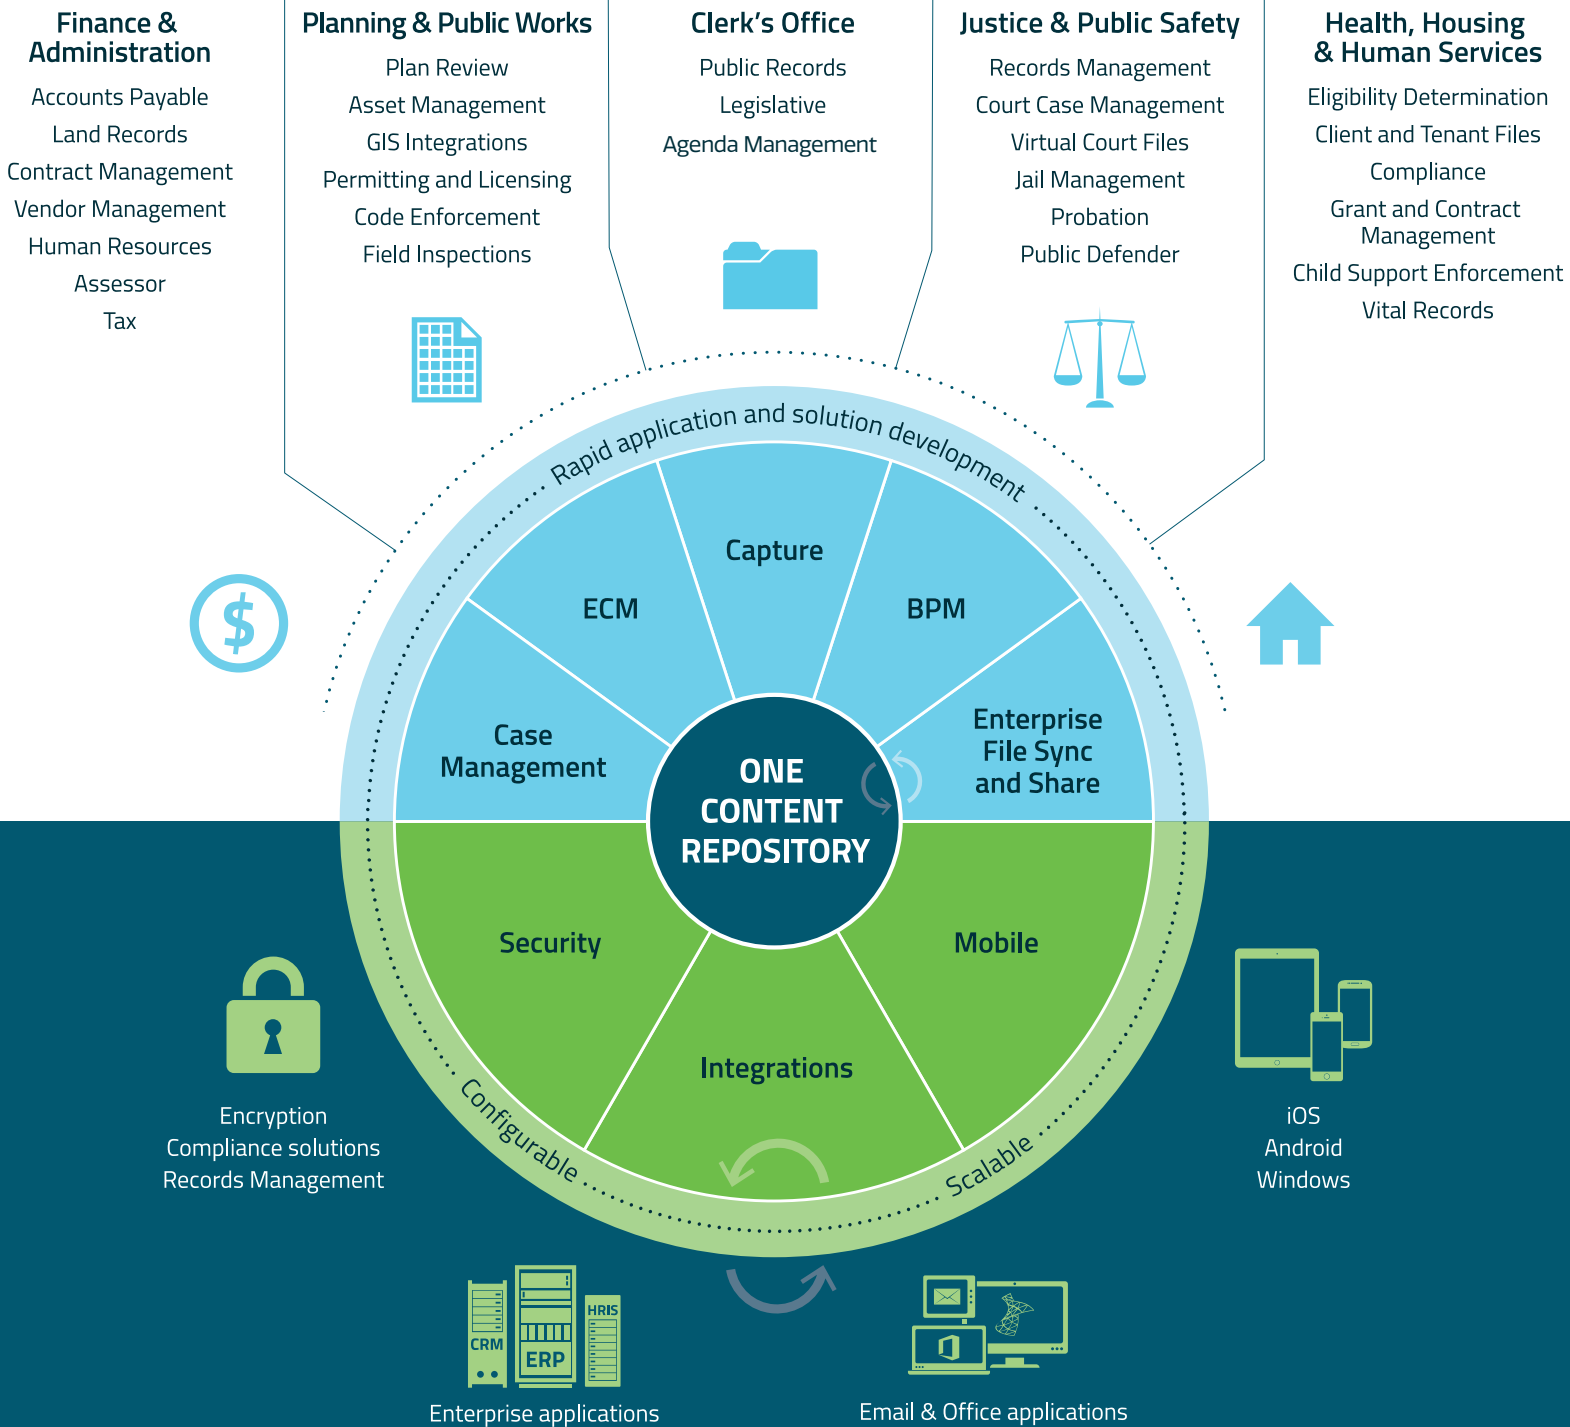 Finance &
Administration
Accounts Payable
Land Records
Contract Management
Vendor Management
Human Resources
Assessor
Tax
Planning & Public Works
Plan Review
Asset Management
GIS Integrations
Permitting and Licensing
Code Enforcement
Field Inspections
Clerk's Office
Public Records
Legislative
Agenda Management
Justice & Public Safety
Records Management
Court Case Management
Virtual Court Files
Jail Management
Probation
Public Defender
Health, Housing
& Human Services
Eligibility Determination
Client and Tenant Files
Compliance
Grant and Contract
Management
Child Support Enforcement
Vital Records
$
Rapid application and solution development
Case
Management
ECM
Capture
BPM
Enterprise
File Sync
and Share
ONE
CONTENT
REPOSITORY
Security
Integrations
Mobile
Configurable
Scalable
Encryption
Compliance solutions
Records Management
iOS
Android
Windows
CRM
ERP
HRIS
Enterprise applications
Email & Office applications